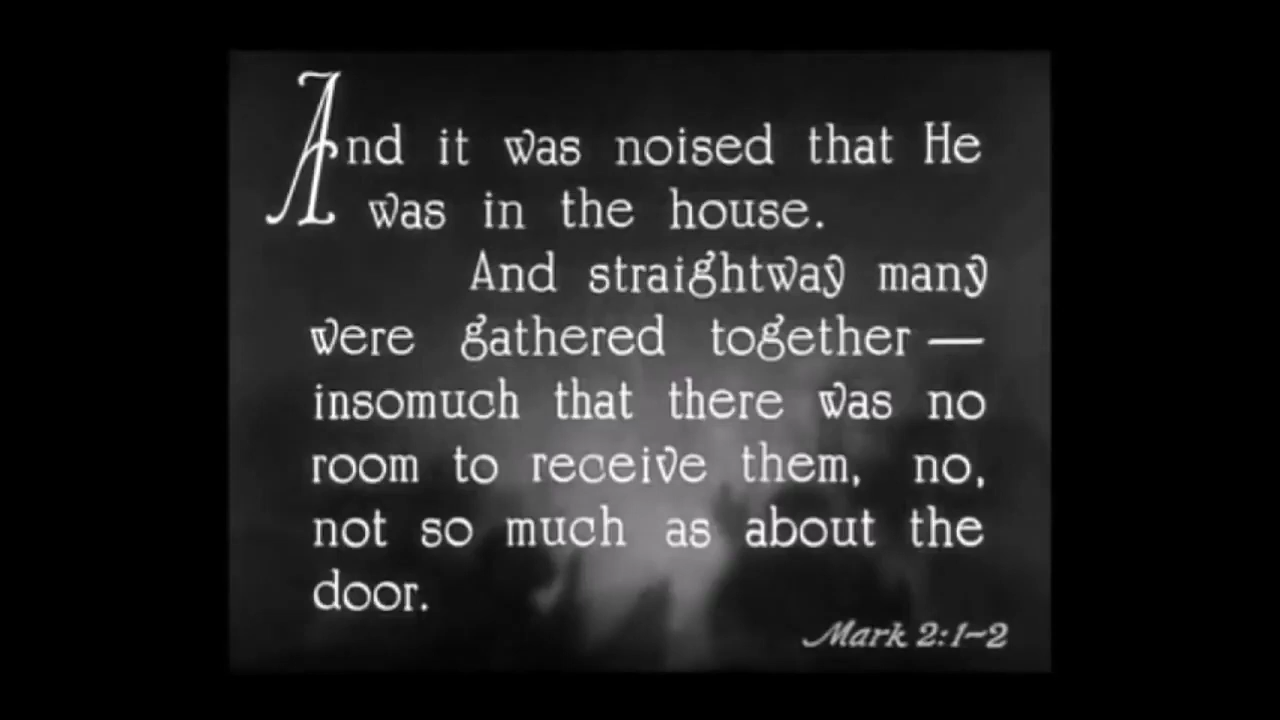 And it was noised that He
was in the house.
And straightway many
were gathered together —
insomuch that there was no
room to receive them, no,
not so much as about the
door.
Mark 2:1-2